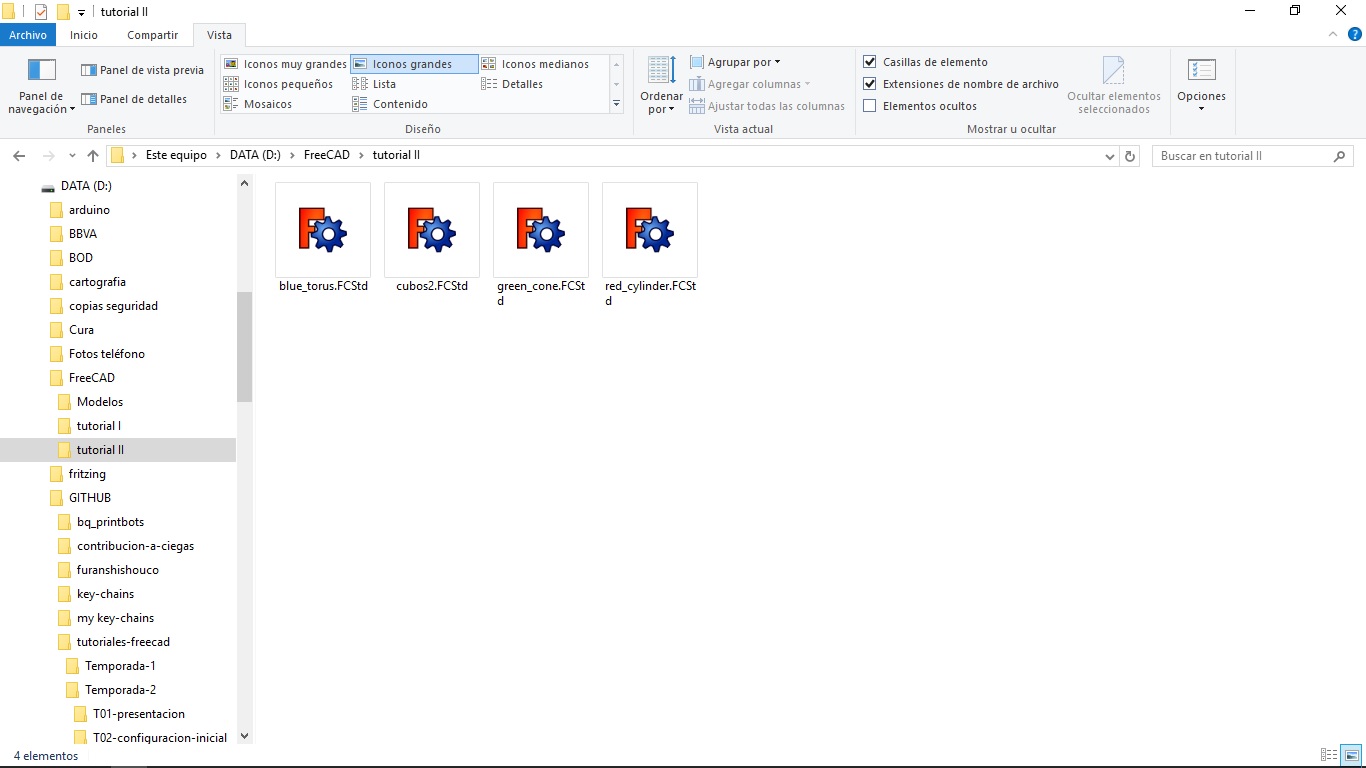 tutorial II
Archivo Inicio Compartir Vista
Panel de navegación
Panel de vista previa
Panel de detalles
Paneles
Iconos muy grandes Iconos grandes Iconos medianos
Iconos pequeños Lista Detalles
Mosaicos Contenido
Diseño
Ordenar por
Agrupar por
Agregar columnas
Ajustar todas las columnas
Vista actual
Casillas de elemento
Extensiones de nombre de archivo
Elementos ocultos
Ocultar elementos
seleccionados
Mostrar u ocultar
Opciones
Este equipo DATA (D:) FreeCAD tutorial II
Buscar en tutorial II
DATA (D:)
arduino
BBVA
BOD
cartografia
copias seguridad
Cura
Fotos teléfono
FreeCAD
Modelos
tutorial I
tutorial II
fritzing
GITHUB
bq_printbots
contribucion-a-ciegas
furanshishouco
key-chains
my key-chains
tutoriales-freecad
Temporada-1
Temporada-2
T01-presentacion
T02-configuracion-inicial
blue_torus.FCStd
cubos2.FCStd
green_cone.FCSt
d
red_cylinder.FCSt
d
4 elementos